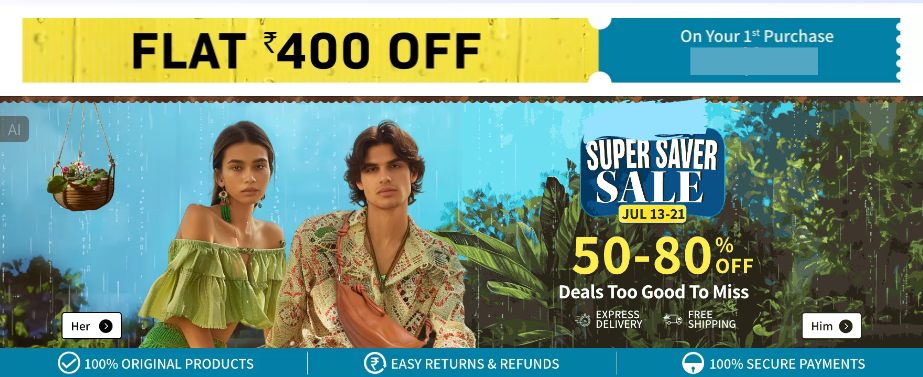 FLAT ₹400 OFF
On Your 1st Purchase
AI
SUPER SAVER
SALE
JUL 13-21
50-80% OFF
Deals Too Good To Miss
EXPRESS
DELIVERY
FREE
SHIPPING
Her
Him
100% ORIGINAL PRODUCTS
₹ EASY RETURNS & REFUNDS
100% SECURE PAYMENTS